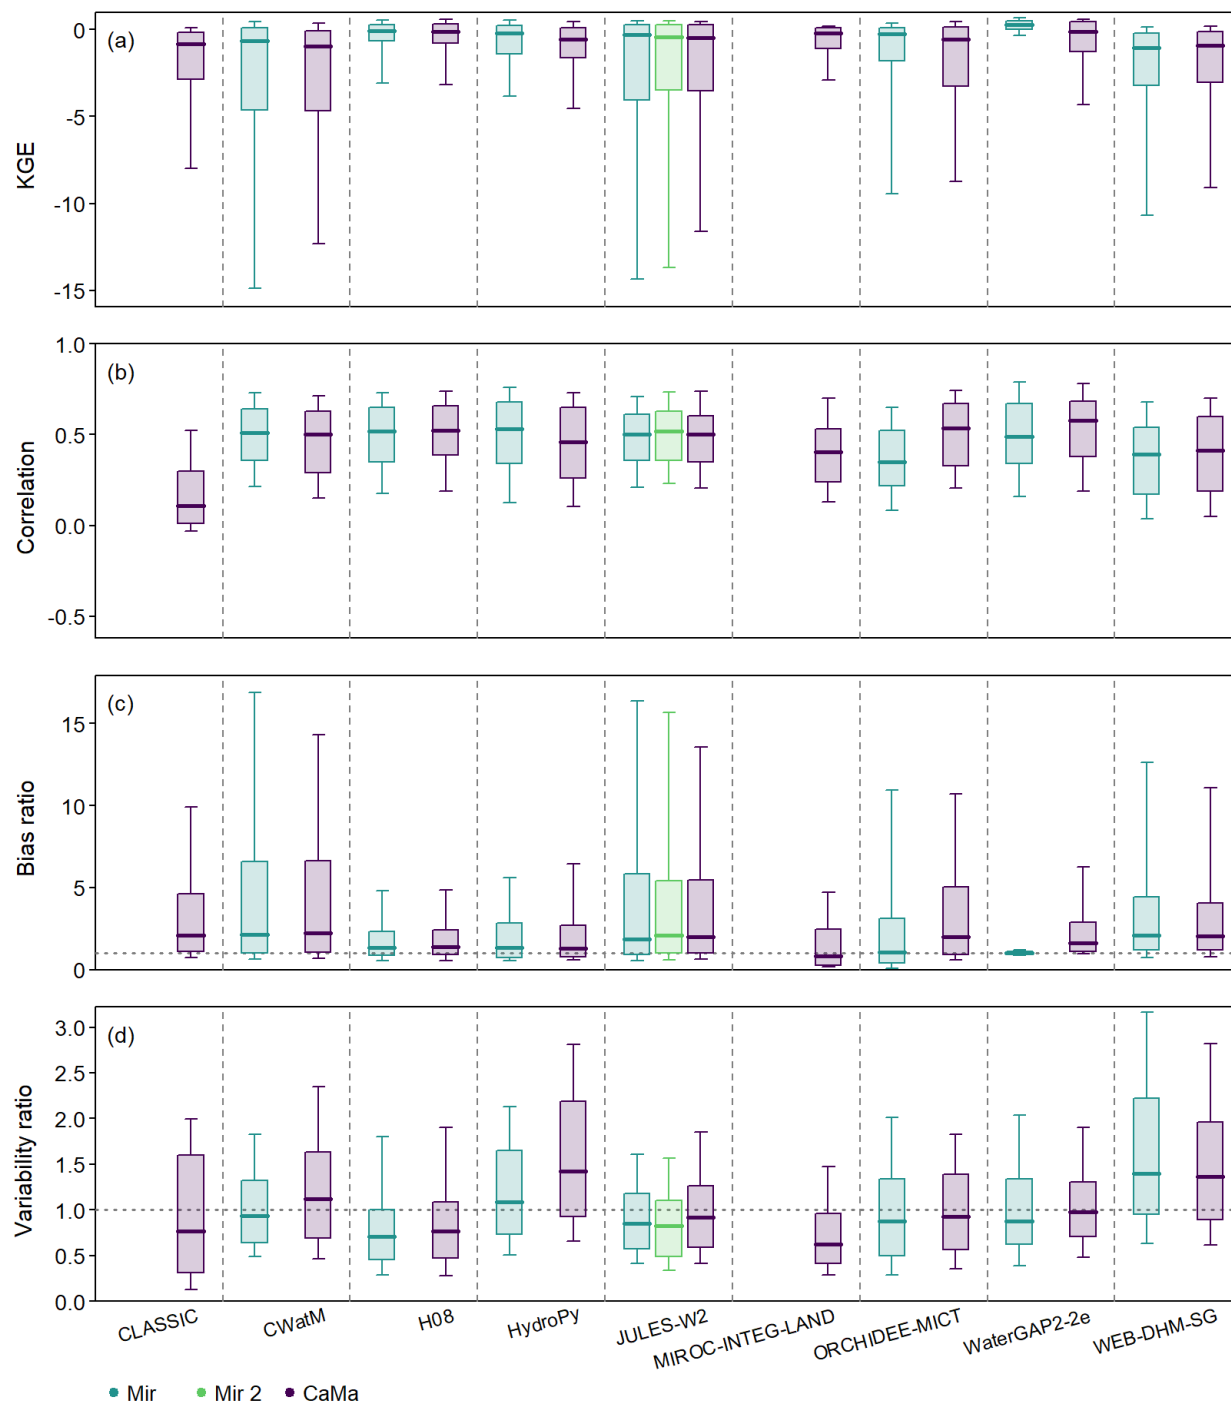 (a)
0
-5
-10
-15
KGE
(b)
1.0
0.5
0.0
-0.5
Correlation
(c)
15
10
5
0
Bias ratio
(d)
3.0
2.5
2.0
1.5
1.0
0.5
0.0
Variability ratio
CLASSIC
CWatM
H08
HydroPy
JULES-W2
MIROC-INTEG-LAND
ORCHIDEE-MICT
WaterGAP2-2e
WEB-DHM-SG
Mir Mir 2 CaMa